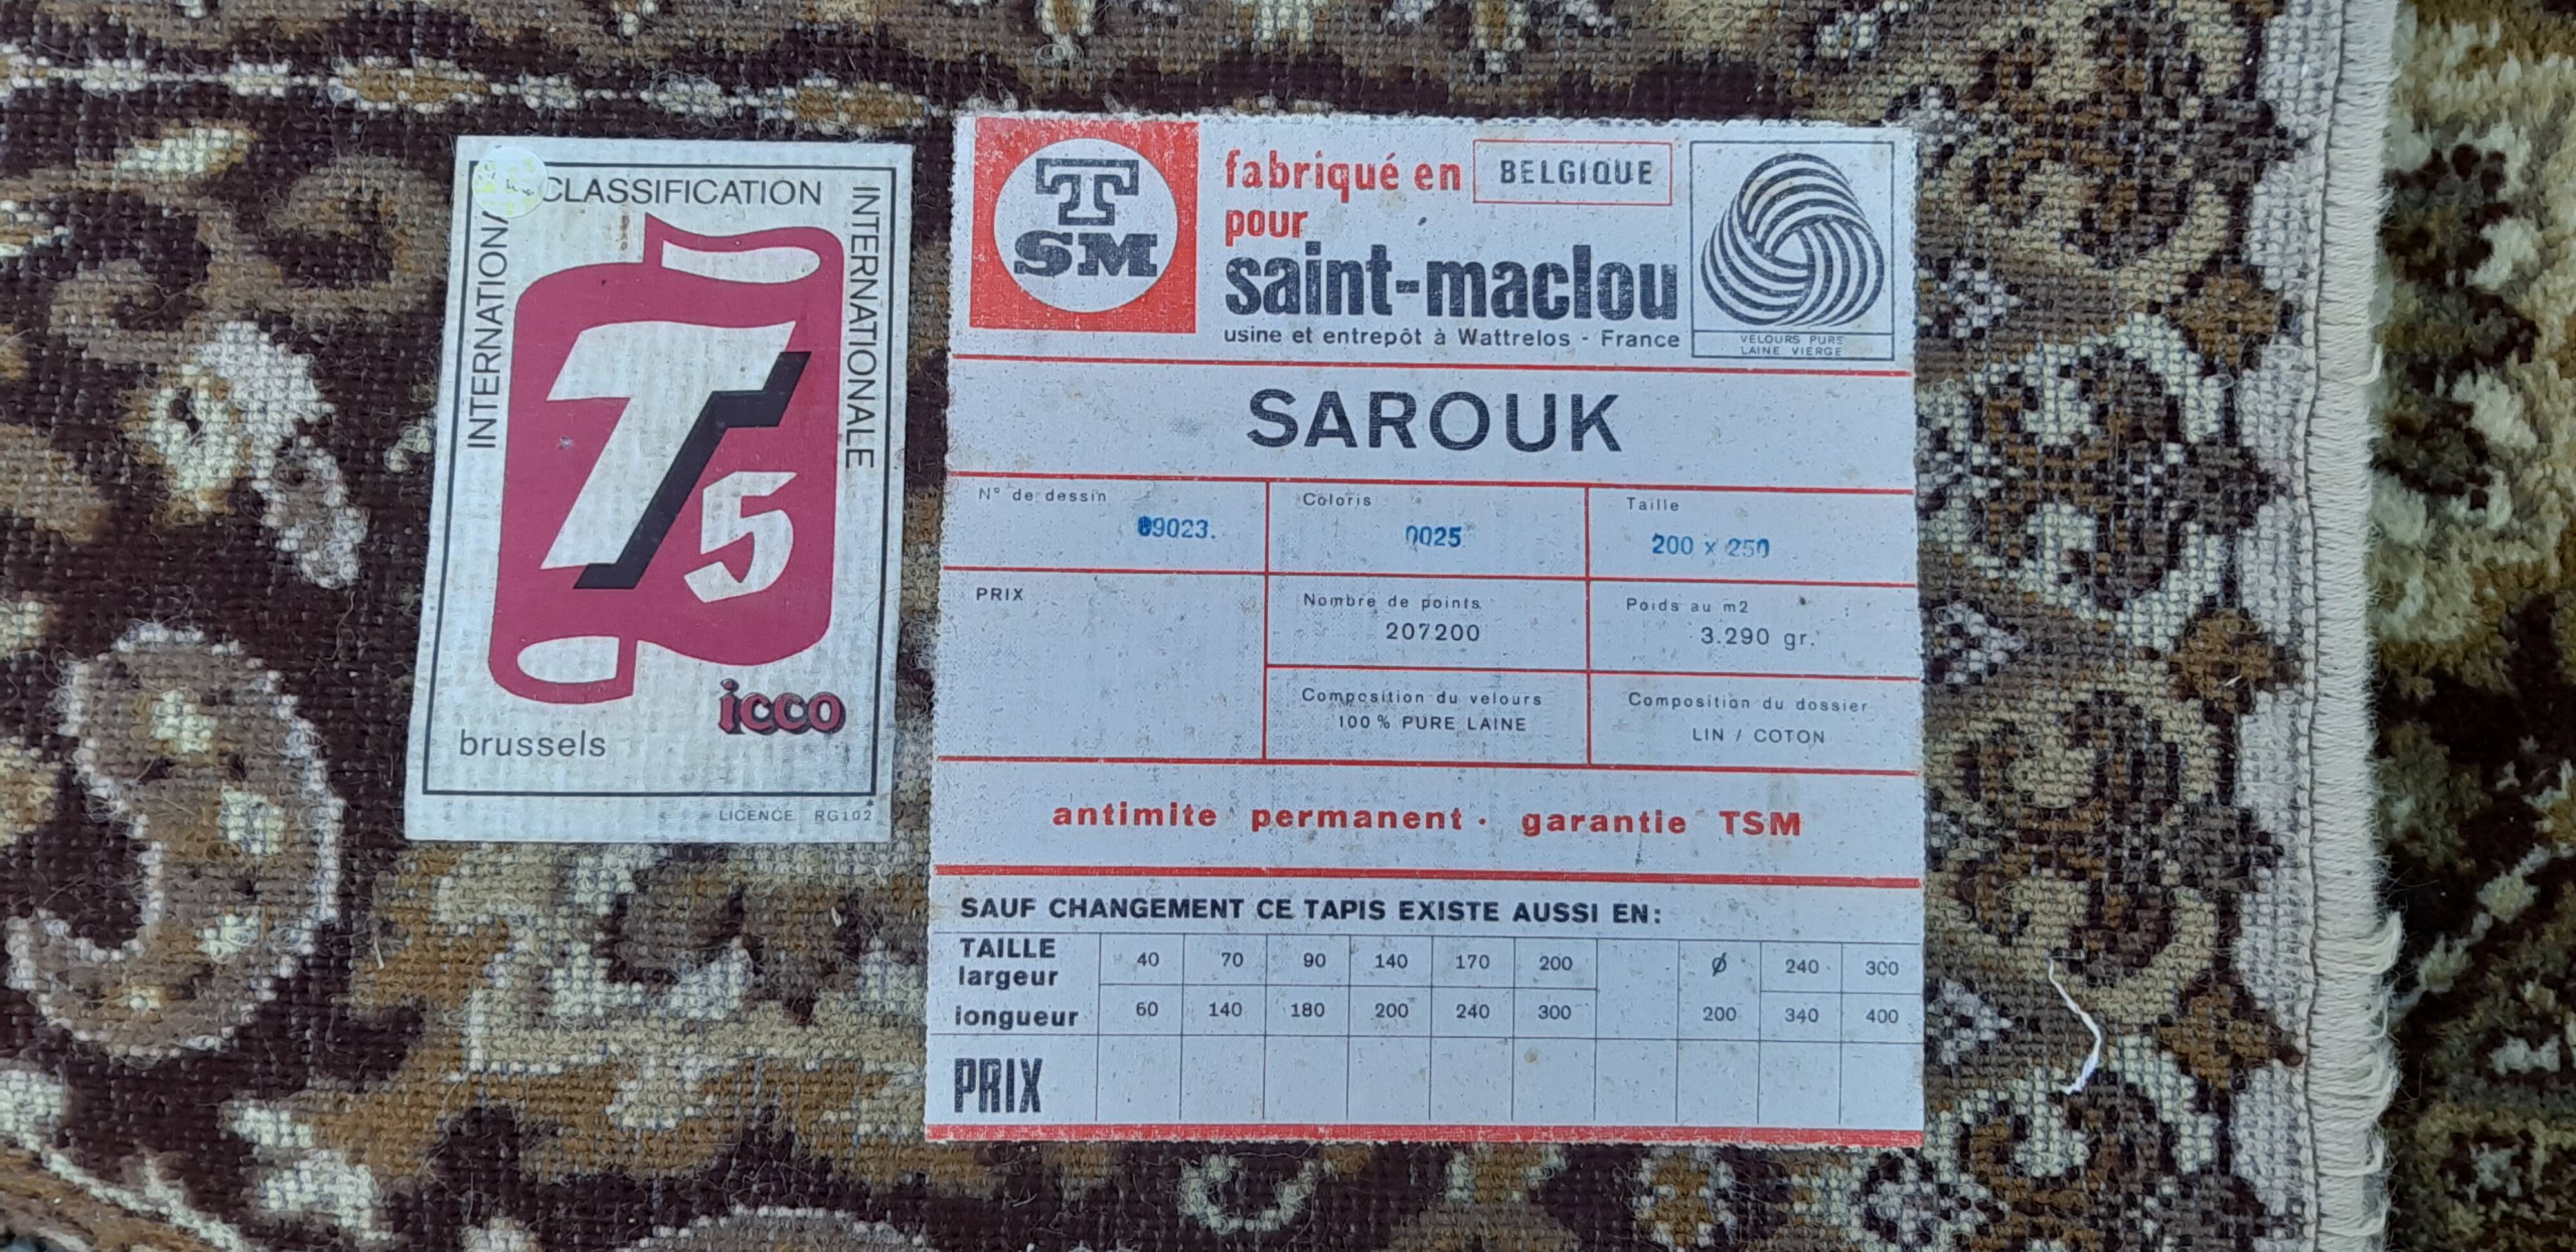 CLASSIFICATION
INTERNATIONALE
T5
icco
brussels
LICENCE RG102
TSM
fabriqué en BELGIQUE
pour
saint-maclou
usine et entrepôt à Wattrelos - France
VELOURS PURE
LAINE VIERGE
SAROUK
N° de dessin
Coloris
0025
Taille
200 x 250
PRIX
Nombre de points
207200
Poids au m2
3.290 gr.
Composition du velours
100 % PURE LAINE
Composition du dossier
LIN / COTON
antimite permanent · garantie TSM
SAUF CHANGEMENT CE TAPIS EXISTE AUSSI EN:
TAILLE
largeur 40 70 90 140 170 200 Ø 240 300
longueur 60 140 180 200 240 300 200 340 400
PRIX